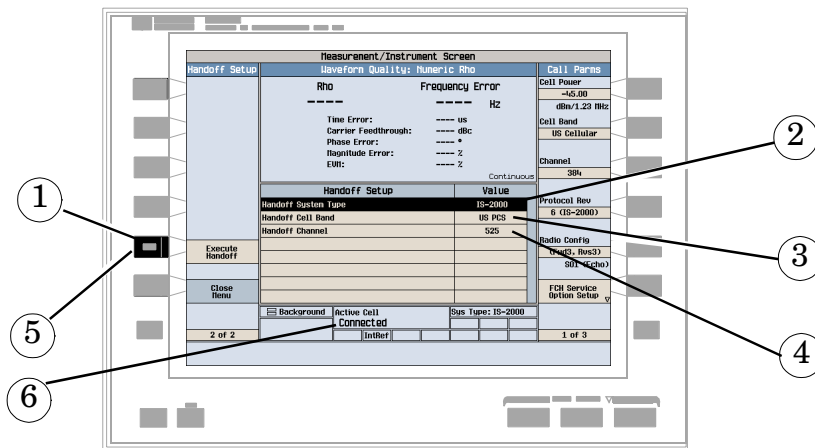 Measurement/Instrument Screen
Handoff Setup
Waveform Quality: Numeric Rho
Call Parms
Rho
Frequency Error
---- ---- Hz
Time Error: ---- us
Carrier Feedthrough: ---- dBc
Phase Error: ---- °
Magnitude Error: ---- %
EVM: ---- %
Continuous
Cell Power
-45.00
dBm/1.23 MHz
Cell Band
US Cellular
Channel
384
Protocol Rev
6 (IS-2000)
Radio Config
(Fwd3, Rvs3)
SO1 (Echo)
FCH Service
Option Setup
1 of 3
Handoff Setup Value
Handoff System Type IS-2000
Handoff Cell Band US PCS
Handoff Channel 525
Execute
Handoff
Close
Menu
2 of 2
Background
Active Cell
Connected
Sys Type: IS-2000
IntRef
1
2
3
4
5
6